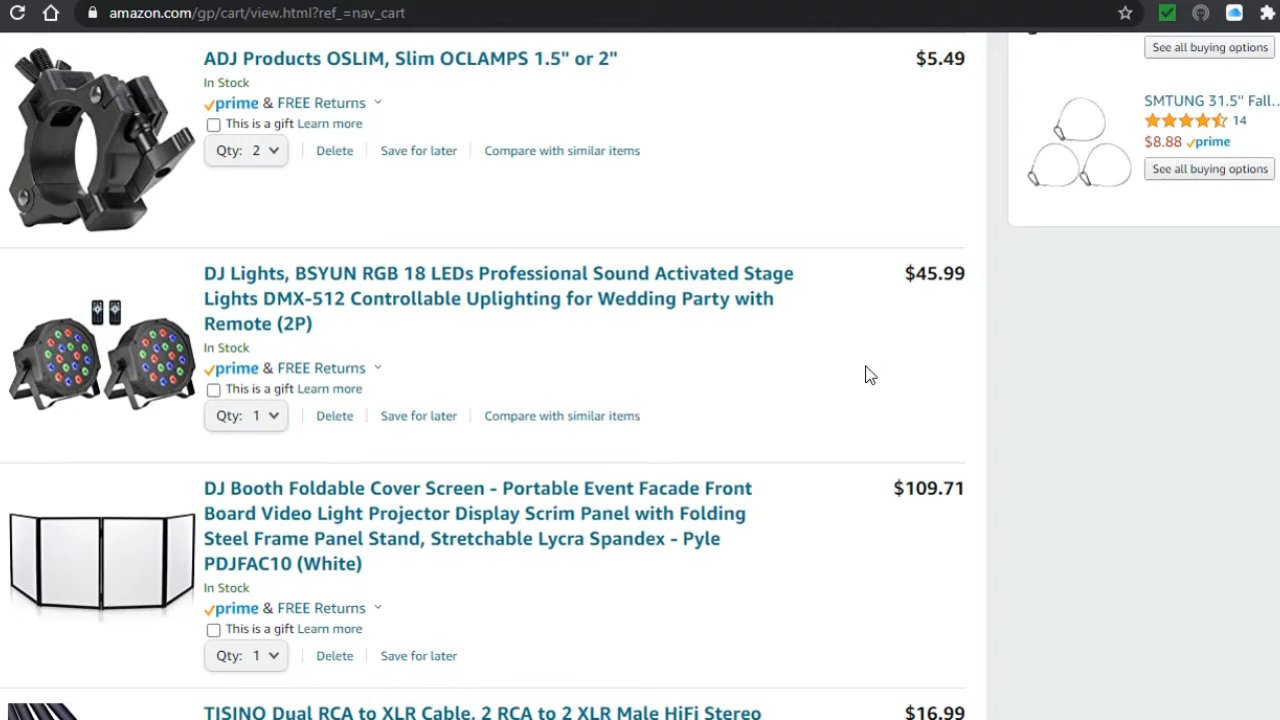 amazon.com/gp/cart/view.html?ref_=nav_cart
ADJ Products OSLIM, Slim OCLAMPS 1.5" or 2"
$5.49
In Stock
prime & FREE Returns
This is a gift Learn more
Qty: 2
Delete
Save for later
Compare with similar items
DJ Lights, BSYUN RGB 18 LEDs Professional Sound Activated Stage
Lights DMX-512 Controllable Uplighting for Wedding Party with
Remote (2P)
$45.99
In Stock
prime & FREE Returns
This is a gift Learn more
Qty: 1
Delete
Save for later
Compare with similar items
DJ Booth Foldable Cover Screen - Portable Event Facade Front
Board Video Light Projector Display Scrim Panel with Folding
Steel Frame Panel Stand, Stretchable Lycra Spandex - Pyle
PDJFAC10 (White)
$109.71
In Stock
prime & FREE Returns
This is a gift Learn more
Qty: 1
Delete
Save for later
TISINO Dual RCA to XLR Cable, 2 RCA to 2 XLR Male HiFi Stereo
$16.99
See all buying options
SMTUNG 31.5" Fall...
14
$8.88 prime
See all buying options